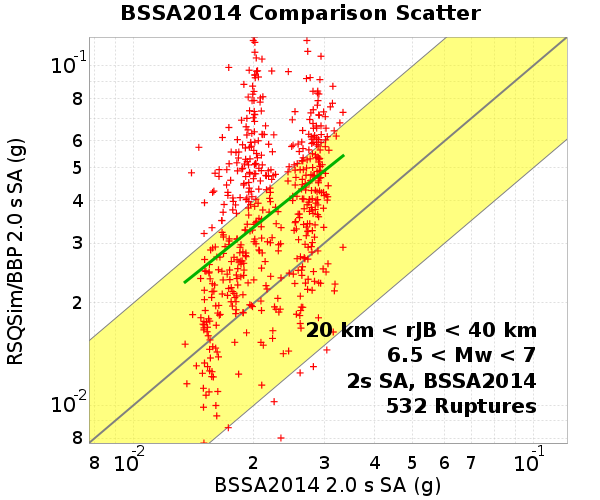 BSSA2014 Comparison Scatter
RSQSim/BBP 2.0 s SA (g)
10-1
8
6
5
4
3
2
10-2
8
20 km < rJB < 40 km
6.5 < Mw < 7
2s SA, BSSA2014
532 Ruptures
8 10-2 2 3 4 5 6 7 10-1
BSSA2014 2.0 s SA (g)